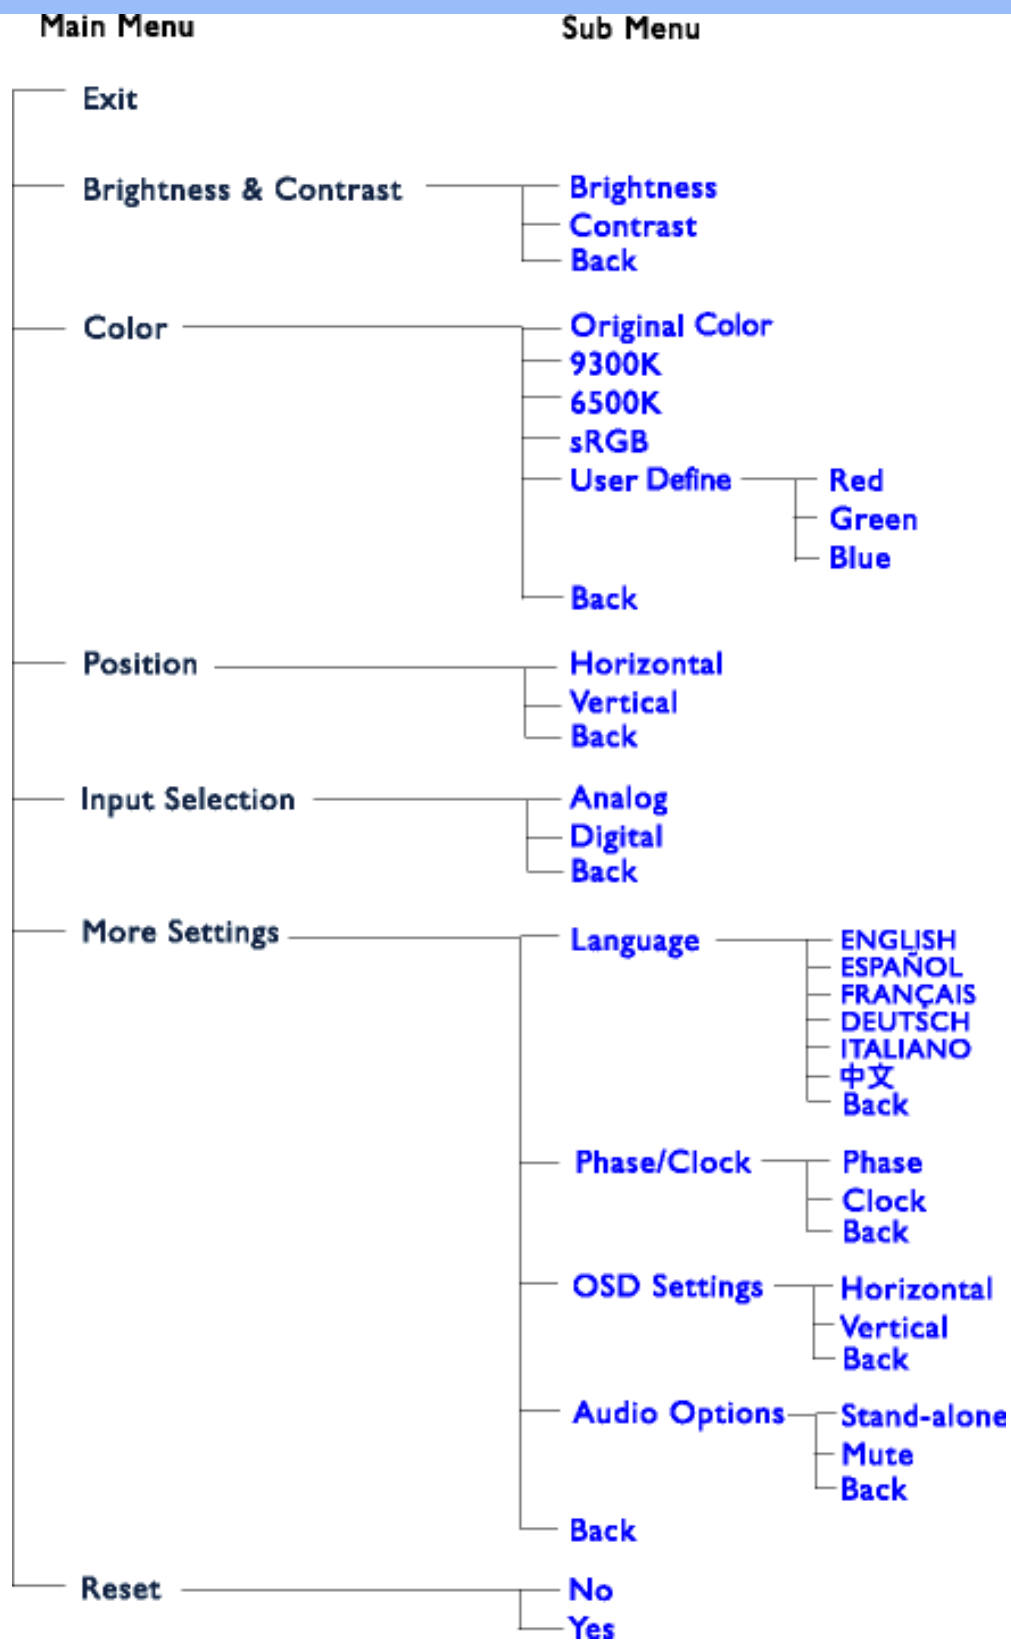 Main Menu Sub Menu
Exit
Brightness & Contrast Brightness
Contrast
Back
Color Original Color
9300K
6500K
sRGB
User Define Red
Green
Blue
Back
Position Horizontal
Vertical
Back
Input Selection Analog
Digital
Back
More Settings Language ENGLISH
ESPAÑOL
FRANÇAIS
DEUTSCH
ITALIANO
中文
Back
Phase/Clock Phase
Clock
Back
OSD Settings Horizontal
Vertical
Back
Audio Options Stand-alone
Mute
Back
Back
Reset No
Yes